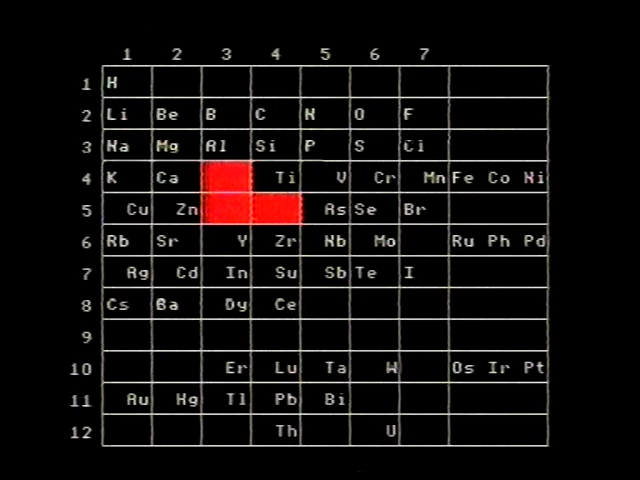 1 2 3 4 5 6 7
1 H
2 Li Be B C N O F
3 Na Mg Al Si P S Cl
4 K Ca Ti V Cr Mn Fe Co Ni
5 Cu Zn As Se Br
6 Rb Sr Y Zr Nb Mo Ru Ph Pd
7 Ag Cd In Su Sb Te I
8 Cs Ba Dy Ce
9
10 Er Lu Ta W Os Ir Pt
11 Au Hg Tl Pb Bi
12 Th U